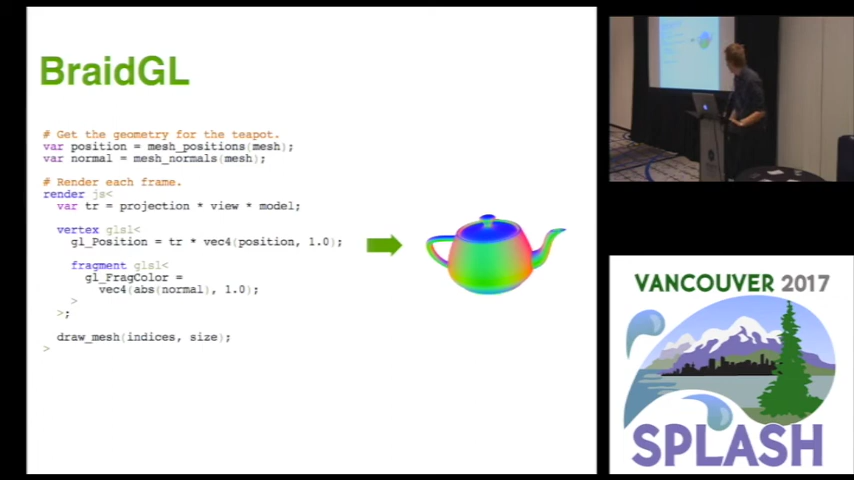 BraidGL
# Get the geometry for the teapot.
var position = mesh_positions(mesh);
var normal = mesh_normals(mesh);
# Render each frame.
render js<
var tr = projection * view * model;
vertex glsl<
gl_Position = tr * vec4(position, 1.0);
fragment glsl<
gl_FragColor =
vec4(abs(normal), 1.0);
>
>;
draw_mesh(indices, size);
>
VANCOUVER 2017
SPLASH